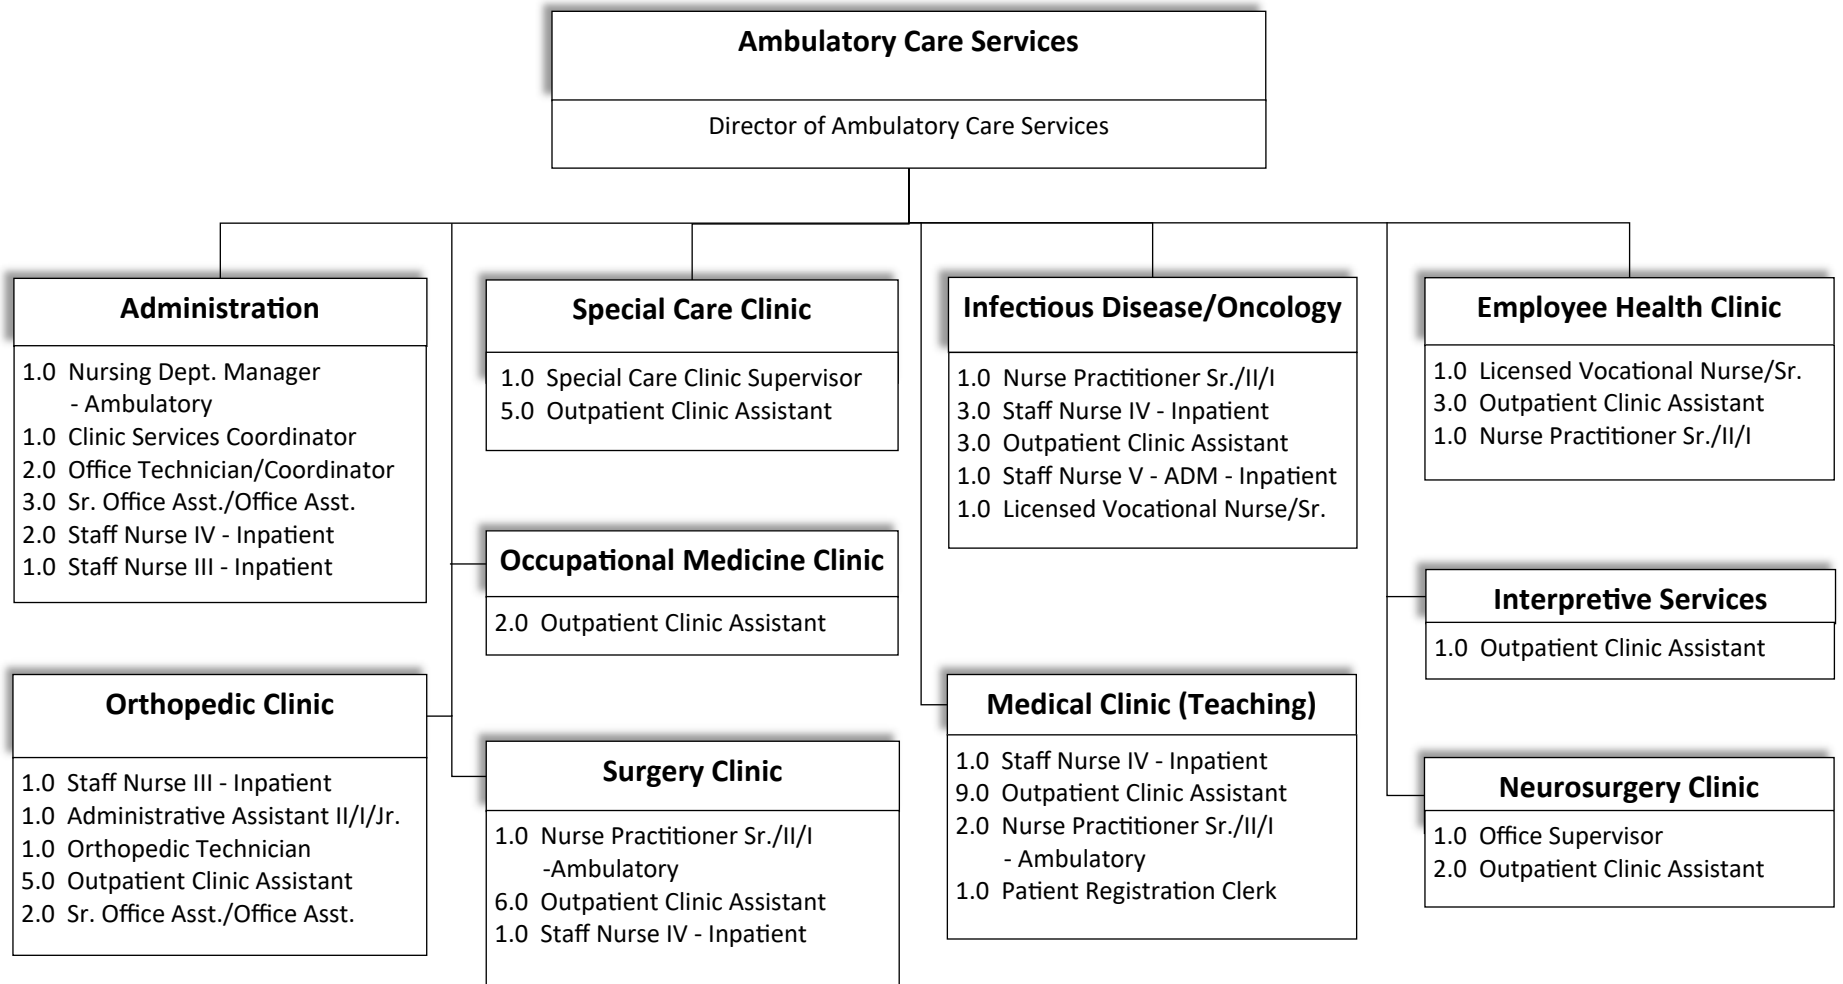 Ambulatory Care Services
Director of Ambulatory Care Services
Administration
1.0 Nursing Dept. Manager
- Ambulatory
1.0 Clinic Services Coordinator
2.0 Office Technician/Coordinator
3.0 Sr. Office Asst./Office Asst.
2.0 Staff Nurse IV - Inpatient
1.0 Staff Nurse III - Inpatient
Orthopedic Clinic
1.0 Staff Nurse III - Inpatient
1.0 Administrative Assistant II/I/Jr.
1.0 Orthopedic Technician
5.0 Outpatient Clinic Assistant
2.0 Sr. Office Asst./Office Asst.
Special Care Clinic
1.0 Special Care Clinic Supervisor
5.0 Outpatient Clinic Assistant
Occupational Medicine Clinic
2.0 Outpatient Clinic Assistant
Surgery Clinic
1.0 Nurse Practitioner Sr./II/I
-Ambulatory
6.0 Outpatient Clinic Assistant
1.0 Staff Nurse IV - Inpatient
Infectious Disease/Oncology
1.0 Nurse Practitioner Sr./II/I
3.0 Staff Nurse IV - Inpatient
3.0 Outpatient Clinic Assistant
1.0 Staff Nurse V - ADM - Inpatient
1.0 Licensed Vocational Nurse/Sr.
Medical Clinic (Teaching)
1.0 Staff Nurse IV - Inpatient
9.0 Outpatient Clinic Assistant
2.0 Nurse Practitioner Sr./II/I
- Ambulatory
1.0 Patient Registration Clerk
Employee Health Clinic
1.0 Licensed Vocational Nurse/Sr.
3.0 Outpatient Clinic Assistant
1.0 Nurse Practitioner Sr./II/I
Interpretive Services
1.0 Outpatient Clinic Assistant
Neurosurgery Clinic
1.0 Office Supervisor
2.0 Outpatient Clinic Assistant